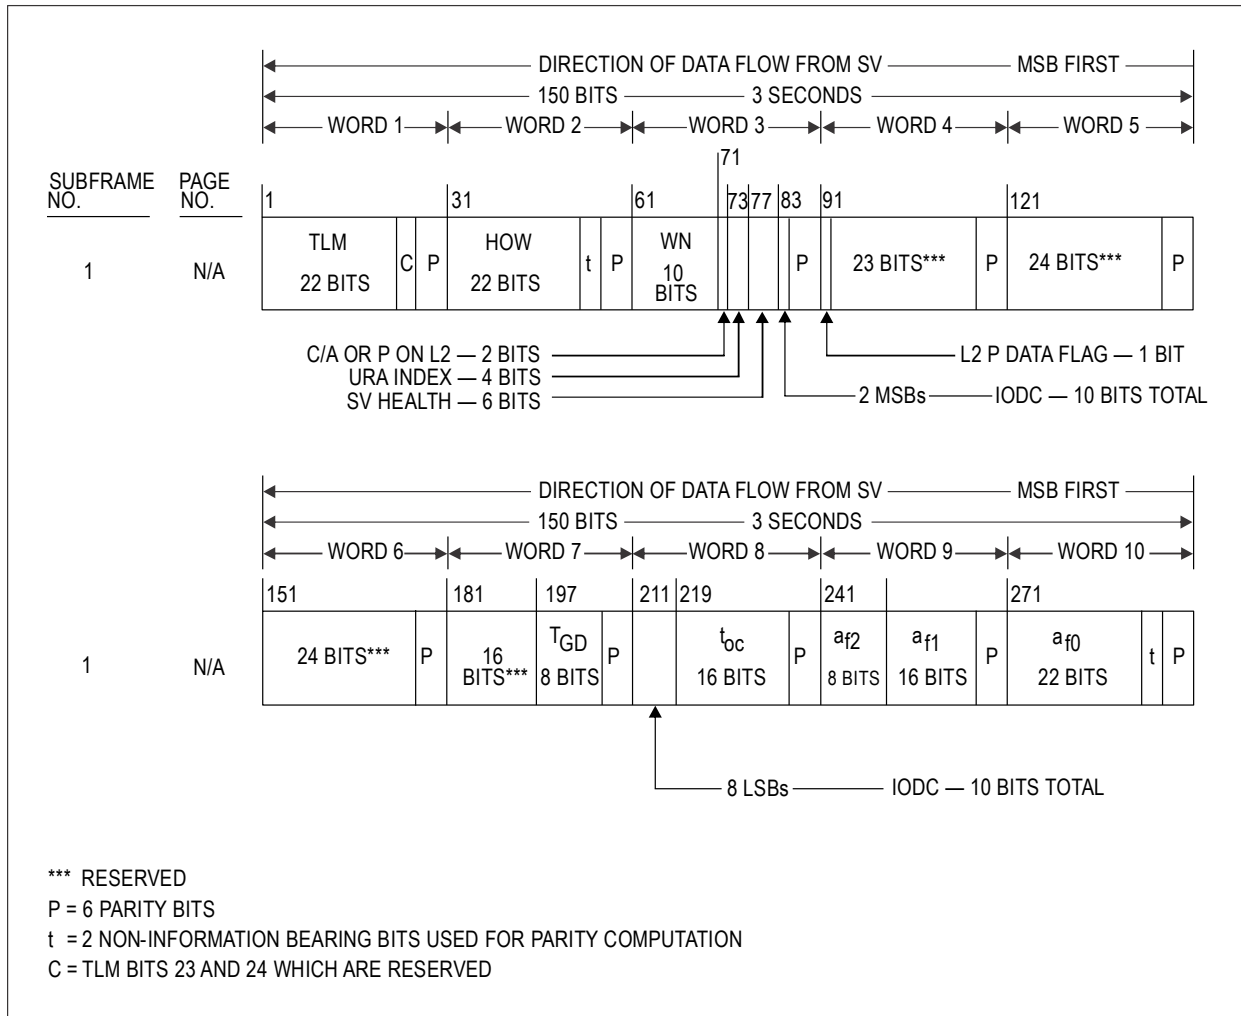 DIRECTION OF DATA FLOW FROM SV MSB FIRST
150 BITS 3 SECONDS
WORD 1 WORD 2 WORD 3 WORD 4 WORD 5
71
SUBFRAME PAGE
NO. NO.
1 31 61 73 77 83 91 121
TLM HOW WN
22 BITS C P 22 BITS t P 10 BITS P 23 BITS*** P 24 BITS*** P
1 N/A
C/A OR P ON L2 — 2 BITS L2 P DATA FLAG — 1 BIT
URA INDEX — 4 BITS
SV HEALTH — 6 BITS 2 MSBs IODC — 10 BITS TOTAL
DIRECTION OF DATA FLOW FROM SV MSB FIRST
150 BITS 3 SECONDS
WORD 6 WORD 7 WORD 8 WORD 9 WORD 10
151 181 197 211 219 241 271
TGD toc af2 af1 af0
1 N/A 24 BITS*** P 16 BITS*** 8 BITS P 16 BITS P 8 BITS 16 BITS P 22 BITS t P
8 LSBs IODC — 10 BITS TOTAL
*** RESERVED
P = 6 PARITY BITS
t = 2 NON-INFORMATION BEARING BITS USED FOR PARITY COMPUTATION
C = TLM BITS 23 AND 24 WHICH ARE RESERVED